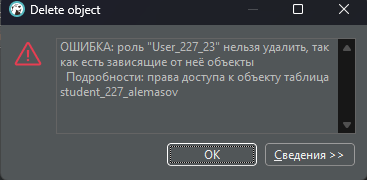 Delete object
ОШИБКА: роль "User_227_23" нельзя удалить, так
как есть зависящие от неё объекты
Подробности: права доступа к объекту таблица
student_227_alemasov
ОК
Сведения >>